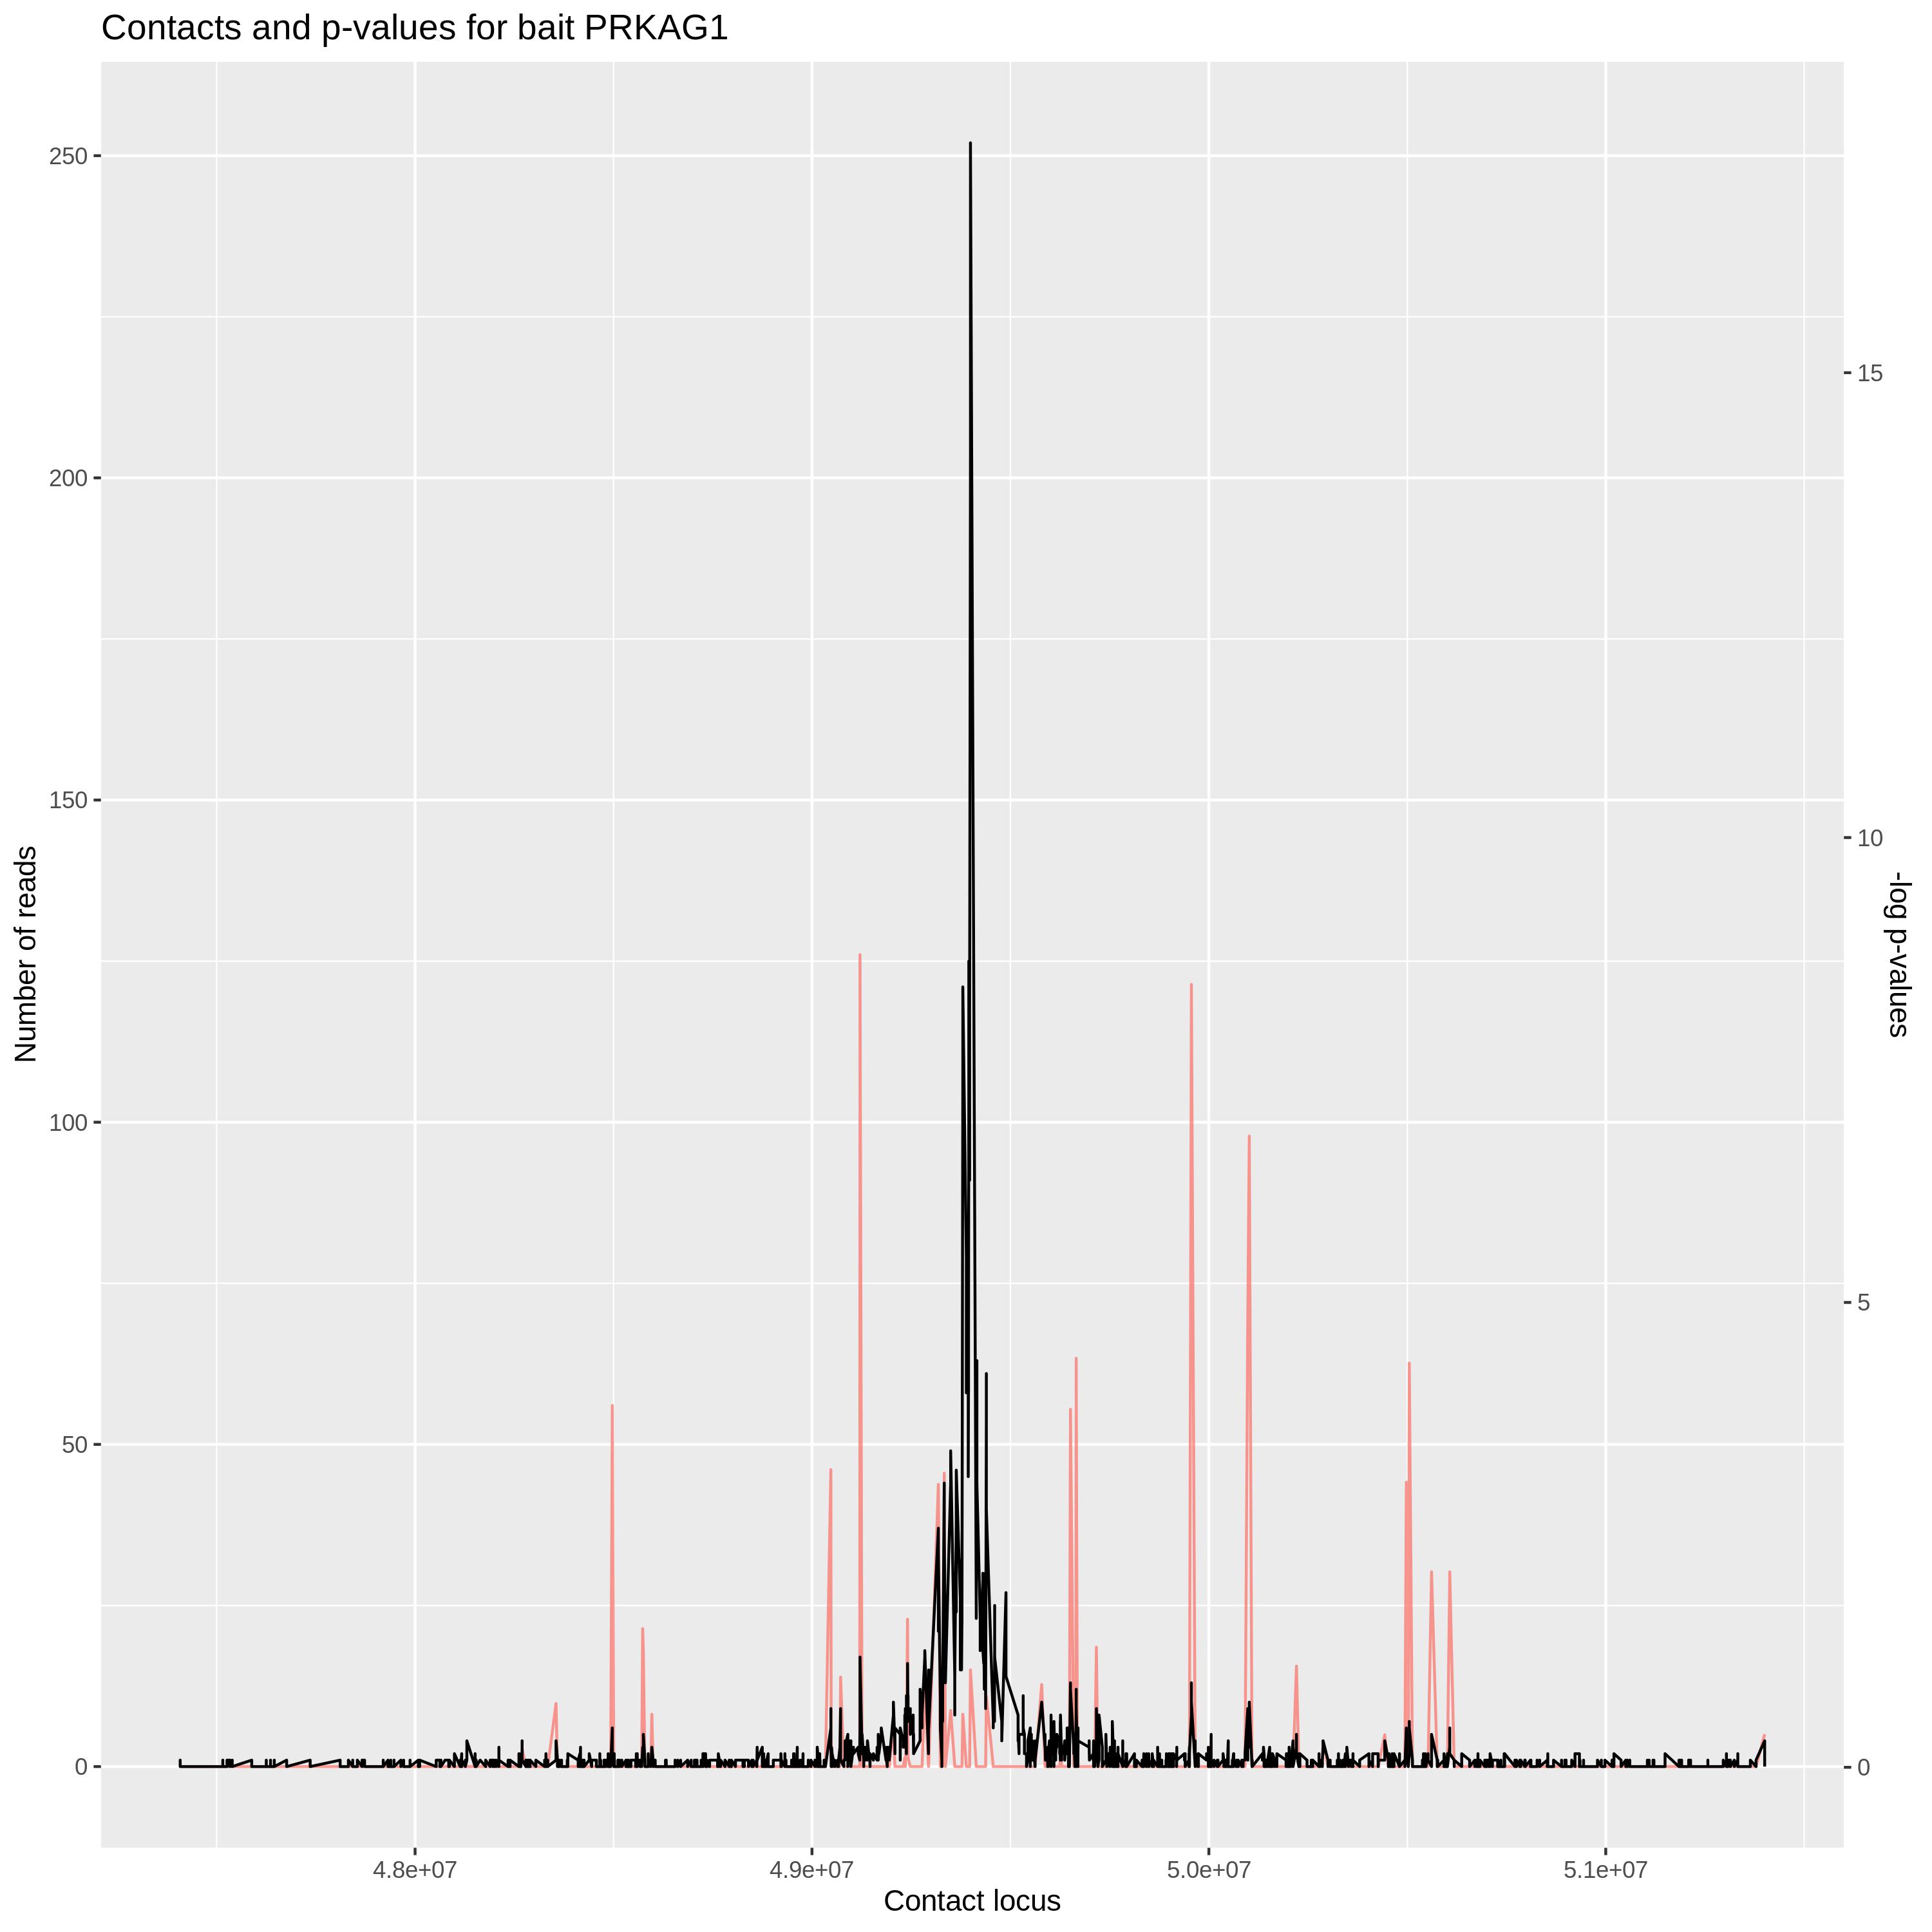 Contacts and p-values for bait PRKAG1
250
200
150
100
50
0
Number of reads
15
10
5
0
-log p-values
4.8e+07
4.9e+07
5.0e+07
5.1e+07
Contact locus